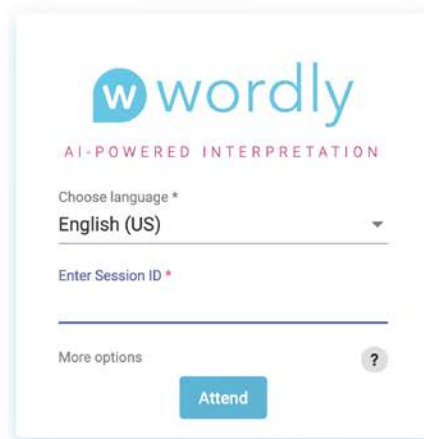 w wordly
AI-POWERED INTERPRETATION
Choose language *
English (US)
Enter Session ID *
More options ?
Attend